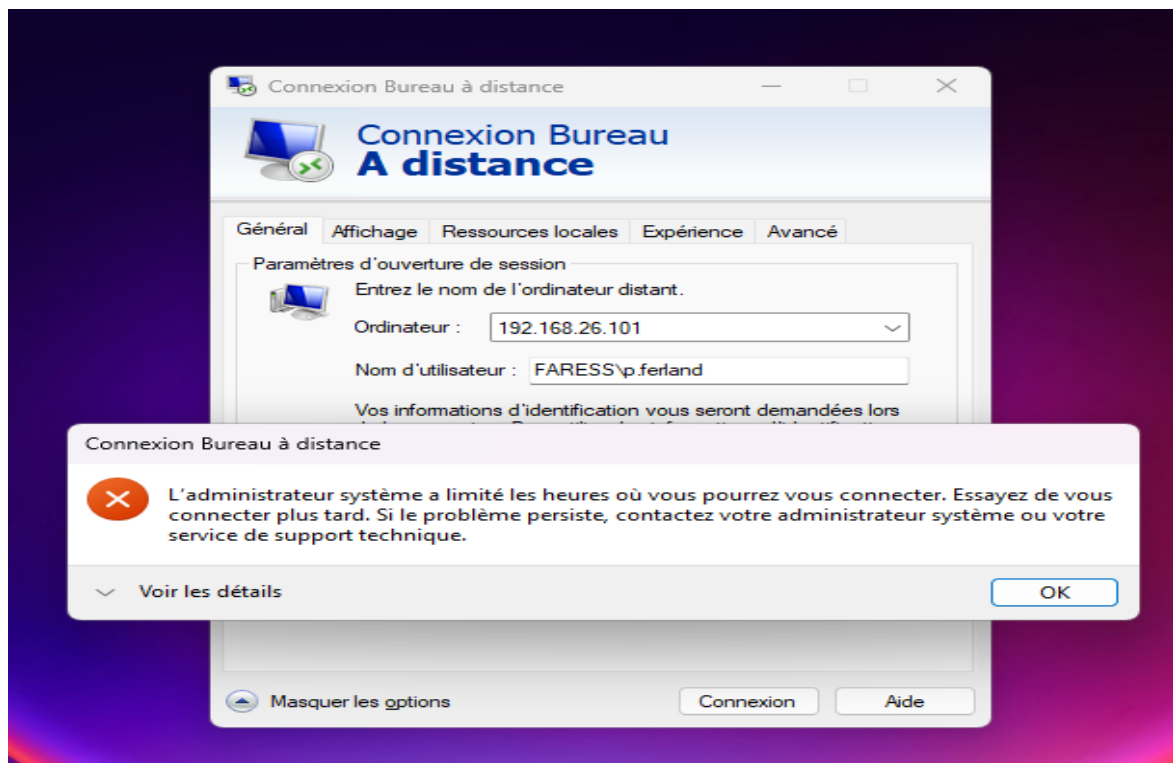 Connexion Bureau à distance
Connexion Bureau
A distance
Général Affichage Ressources locales Expérience Avancé
Paramètres d'ouverture de session
Entrez le nom de l'ordinateur distant.
Ordinateur : 192.168.26.101
Nom d'utilisateur : FARESS\p.ferland
Vos informations d'identification vous seront demandées lors
Connexion Bureau à distance
L'administrateur système a limité les heures où vous pourrez vous connecter. Essayez de vous
connecter plus tard. Si le problème persiste, contactez votre administrateur système ou votre
service de support technique.
Voir les détails OK
Masquer les options Connexion Aide